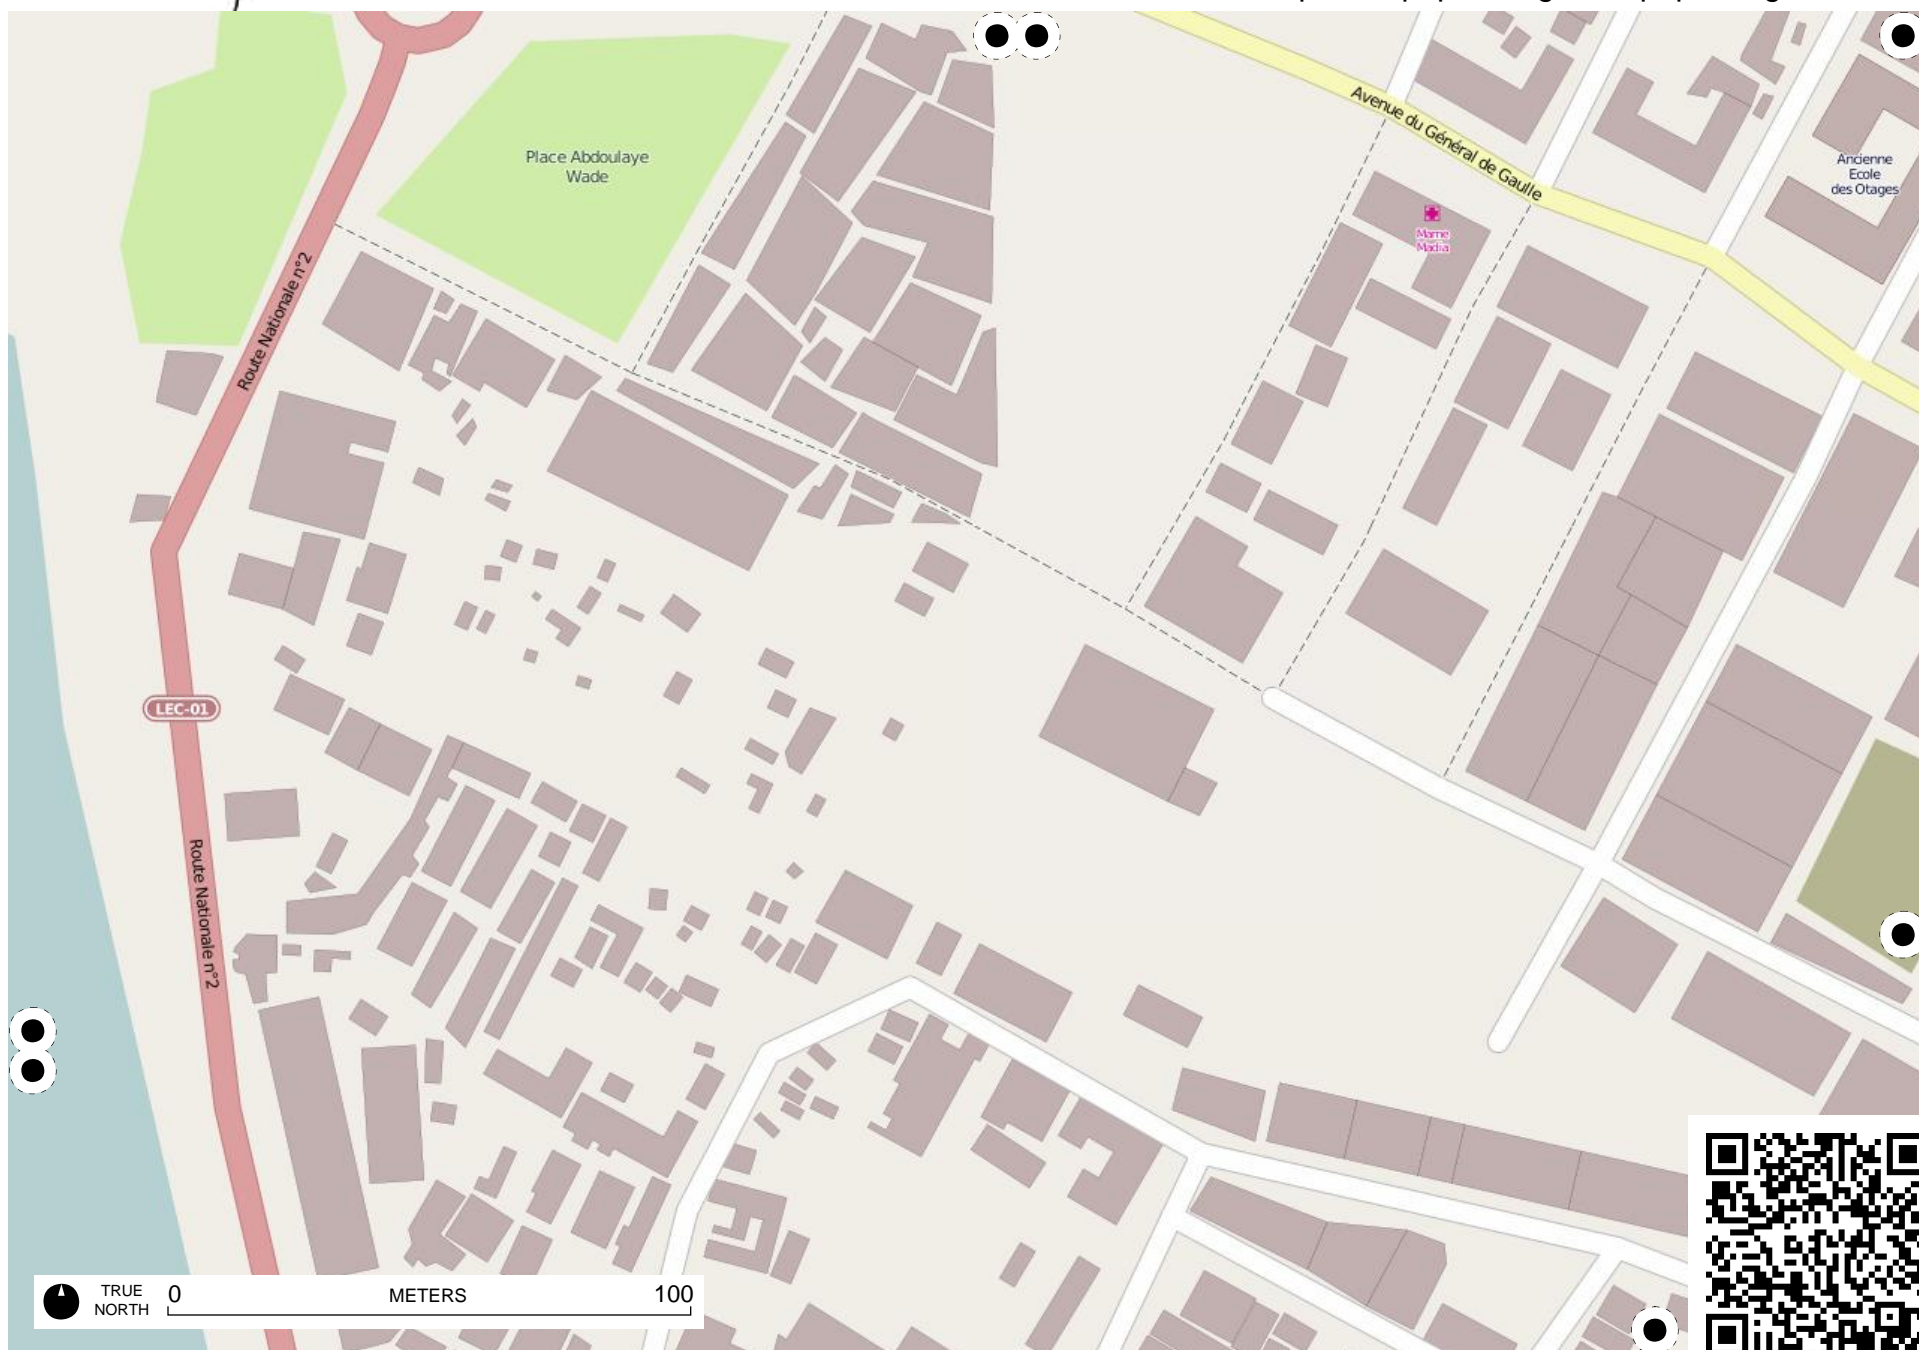 Avenue du Général de Gaulle
Place Abdoulaye
Wade
Ancienne
Ecole
des Otages
Mame
Madia
Route Nationale n°2
LEC-01
Route Nationale n°2
TRUE
NORTH
0 METERS 100